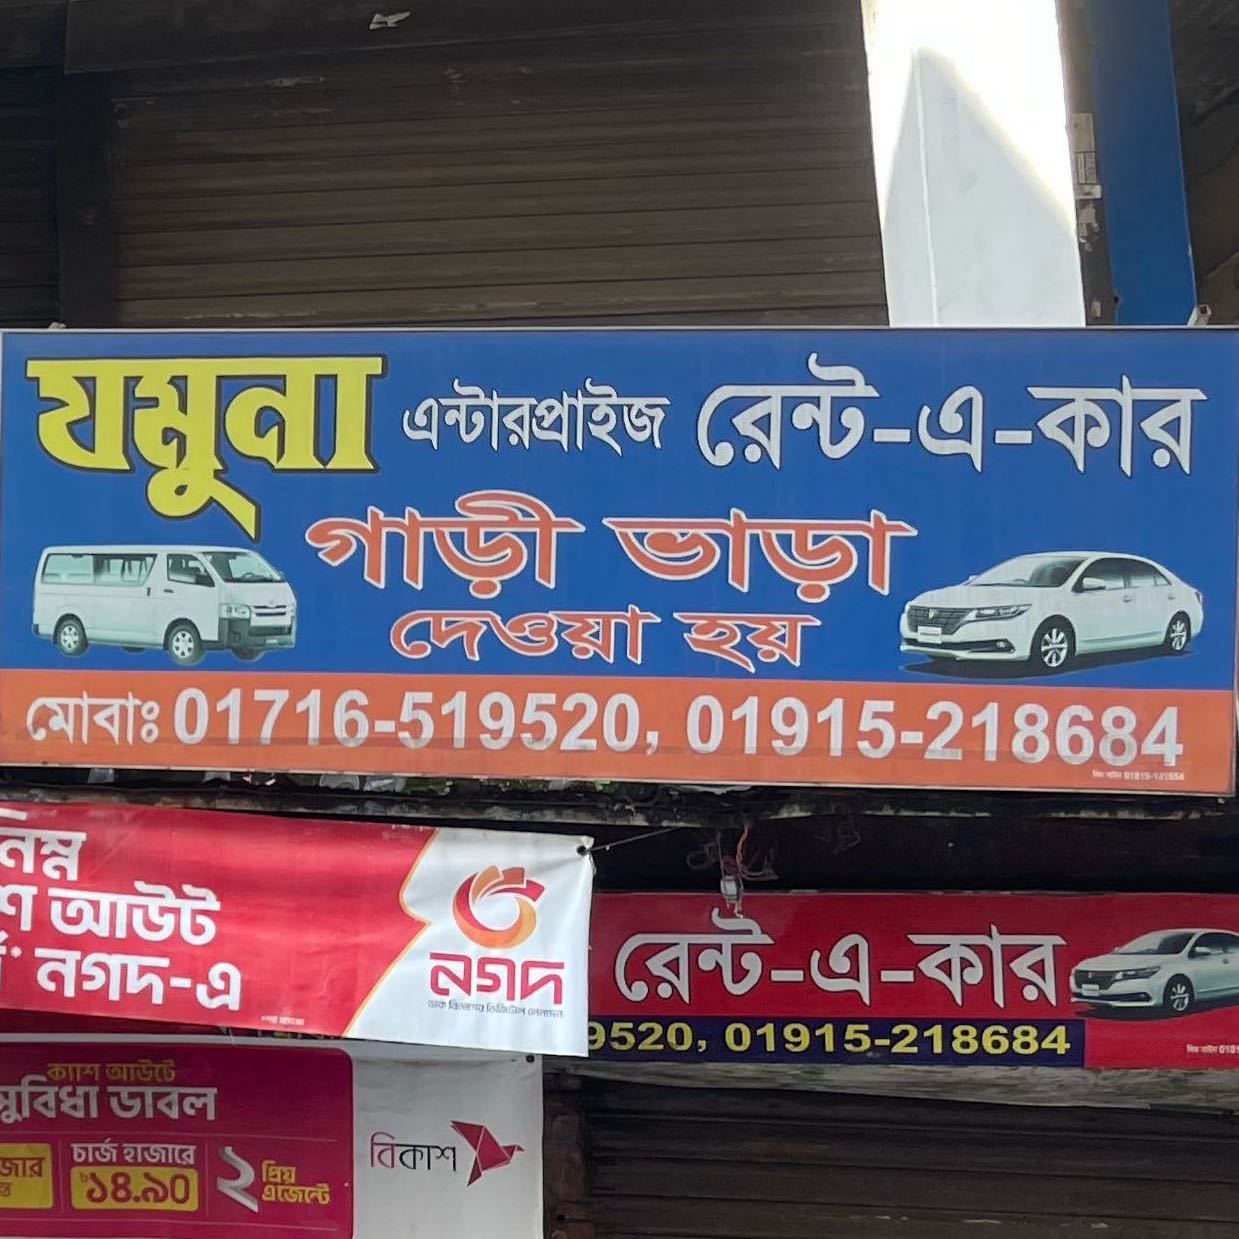 যমুনা এন্টারপ্রাইজ রেন্ট-এ-কার
গাড়ী ভাড়া
দেওয়া হয়
মোবাঃ 01716-519520, 01915-218684
নিম্ন
আউট
নগদ-এ
নগদ
ডাক বিভাগের ডিজিটাল লেনদেন
রেন্ট-এ-কার
9520, 01915-218684
ক্যাশ আউটে
সুবিধা ডাবল
চার্জ হাজারে
৳১৪.৯০
২ প্রিয়
এজেন্টে
বিকাশ